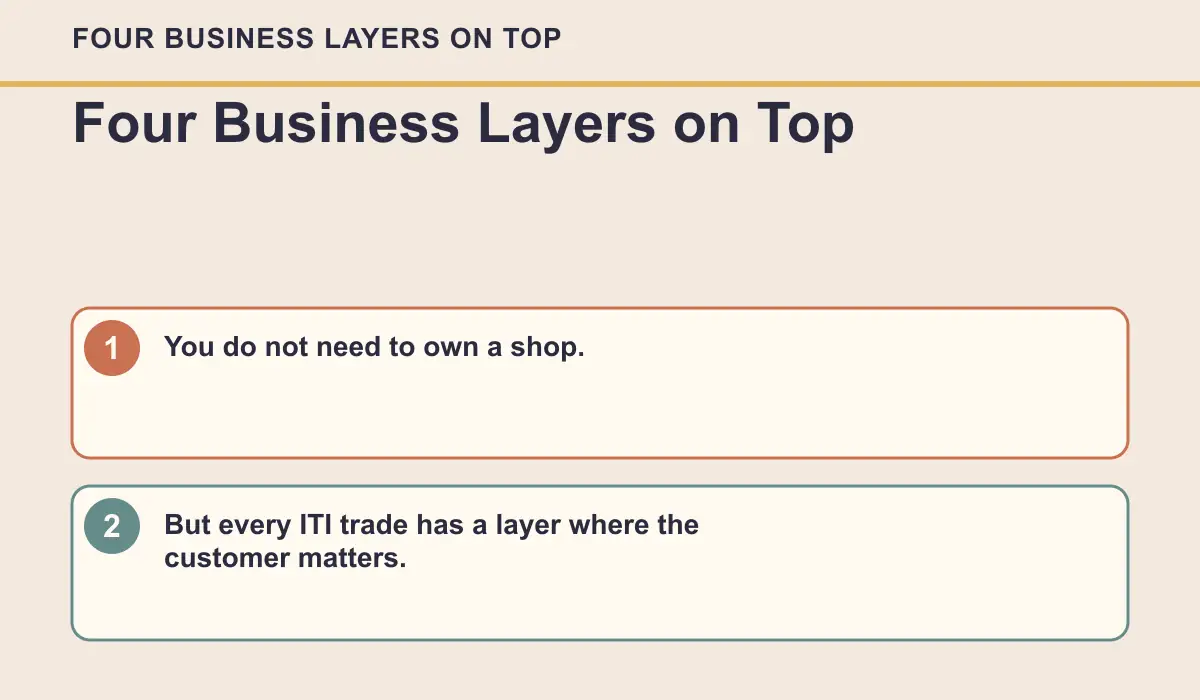 FOUR BUSINESS LAYERS ON TOP
Four Business Layers on Top
1
You do not need to own a shop.
2
But every ITI trade has a layer where the
customer matters.